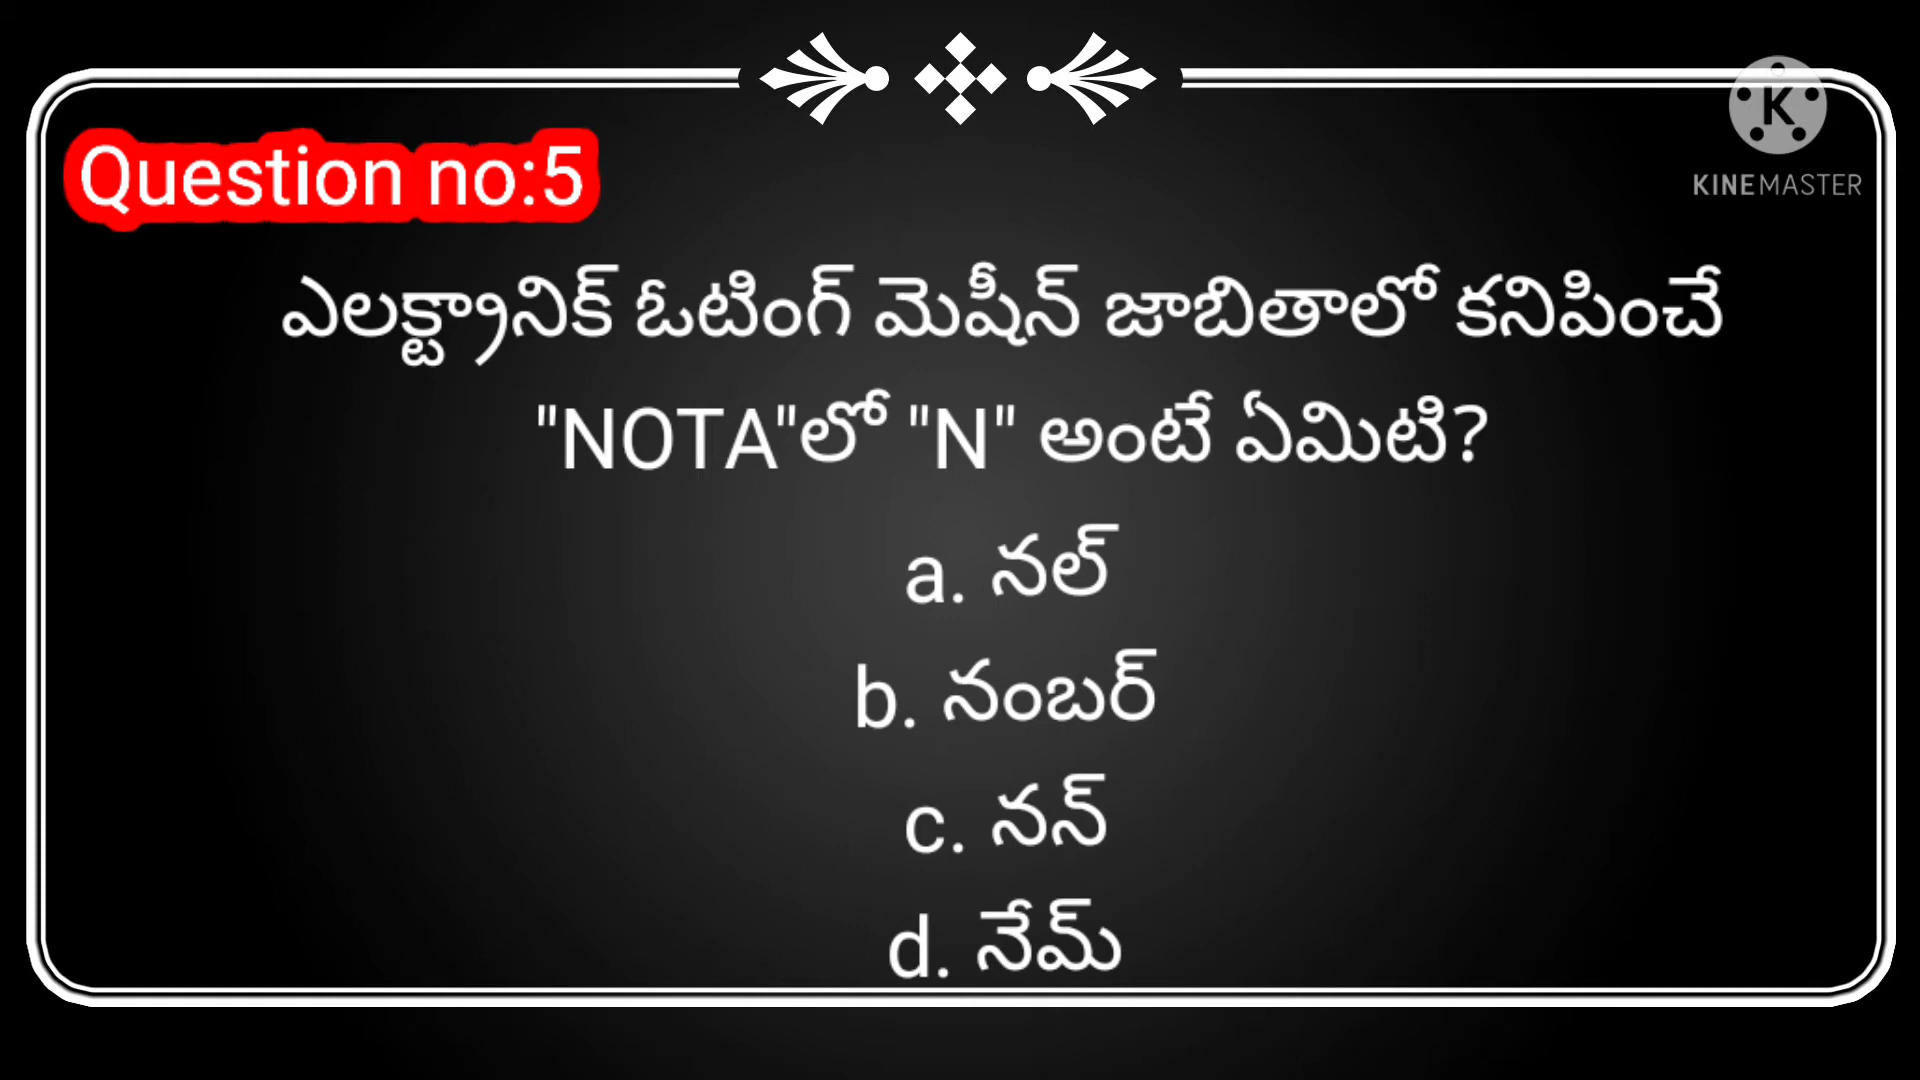 Question no:5
K
KINEMASTER
ఎలక్ట్రానిక్ ఓటింగ్ మెషీన్ జాబితాలో కనిపించే
"NOTA"లో "N" అంటే ఏమిటి?
a. నల్
b. నంబర్
c. నన్
d. నేమ్